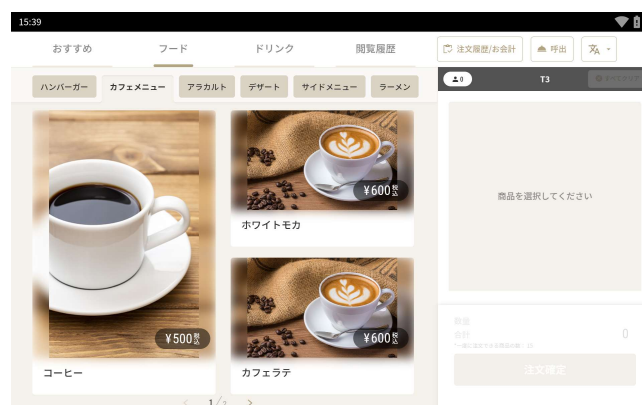 15:39
おすすめ
フード
ドリンク
閲覧履歴
注文履歴/お会計
呼出
ハンバーガー
カフェメニュー
アラカルト
デザート
サイドメニュー
ラーメン
0
T3
¥500税込
コーヒー
¥600税込
ホワイトモカ
¥600税込
カフェラテ
< 1/2 >
商品を選択してください
数量
合計
0
注文確定